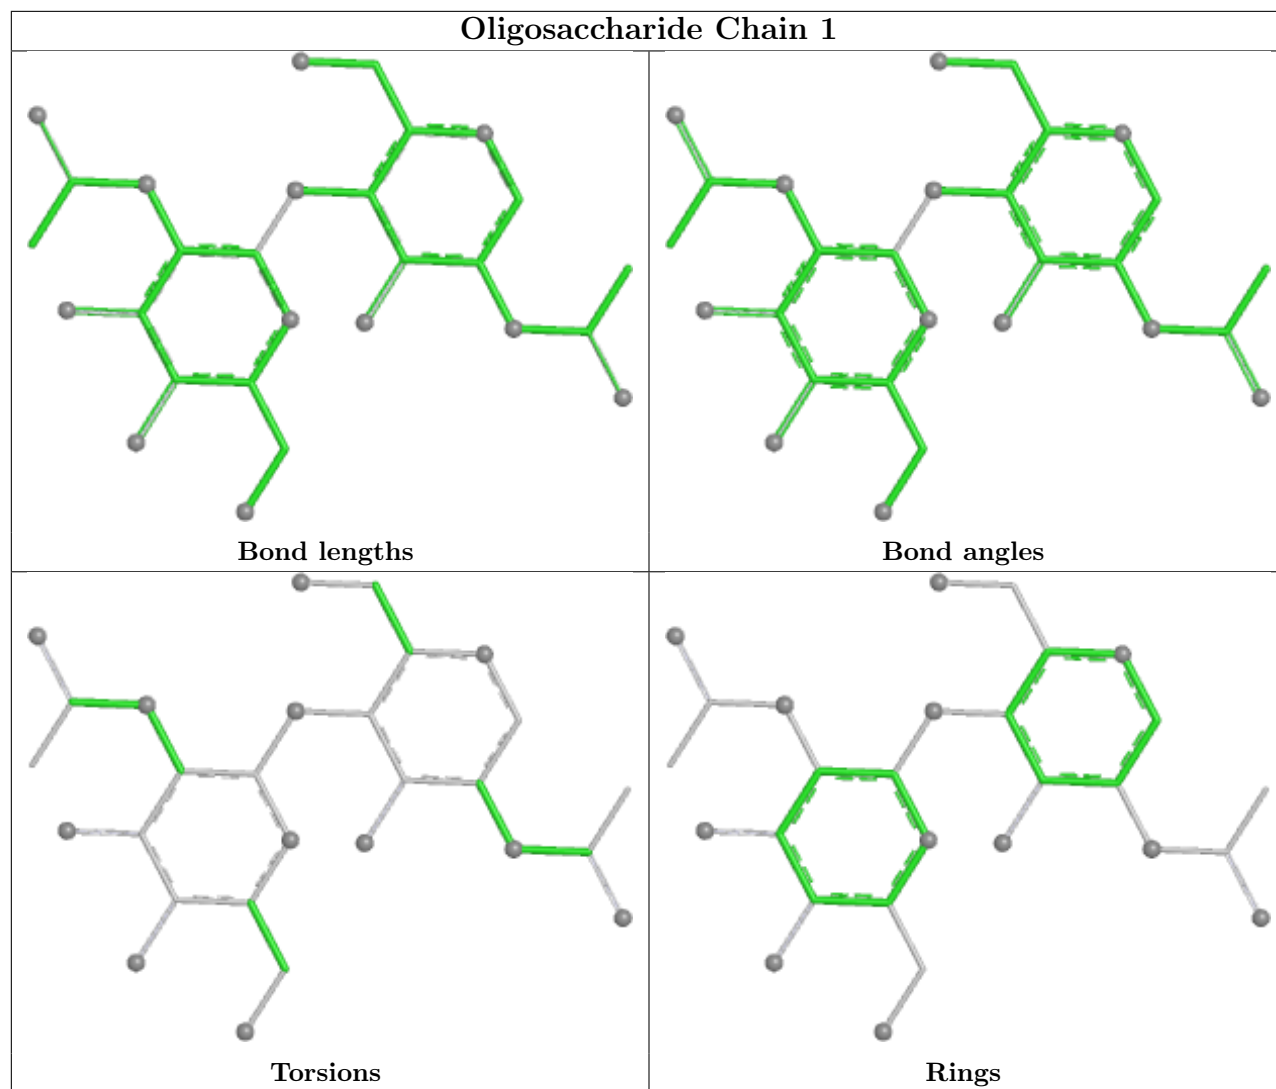 Oligosaccharide Chain 1
Bond lengths
Bond angles
Torsions
Rings